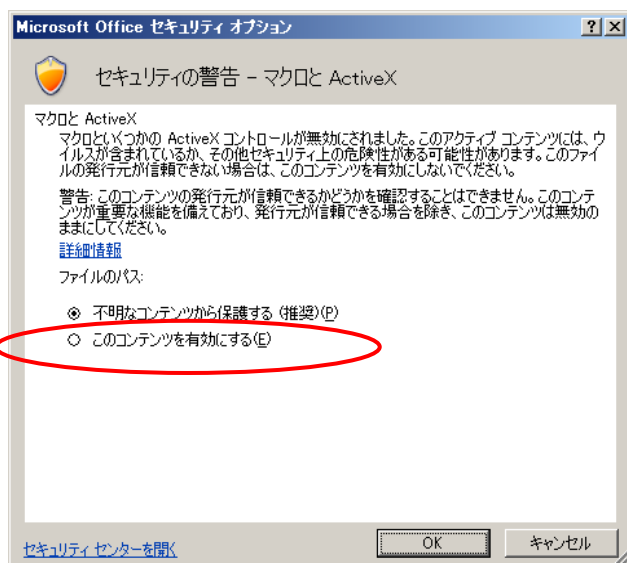 Microsoft Office セキュリティ オプション
セキュリティの警告 - マクロと ActiveX
マクロと ActiveX
マクロといくつかの ActiveX コントロールが無効にされました。このアクティブ コンテンツには、ウ
イルスが含まれているか、その他セキュリティ上の危険性がある可能性があります。このファイ
ルの発行元が信頼できない場合は、このコンテンツを有効にしないでください。
警告: このコンテンツの発行元が信頼できるかどうかを確認することはできません。このコンテ
ンツが重要な機能を備えており、発行元が信頼できる場合を除き、このコンテンツは無効の
ままにしてください。
詳細情報
ファイルのパス:
不明なコンテンツから保護する (推奨)(P)
このコンテンツを有効にする(E)
セキュリティ センターを開く
OK
キャンセル